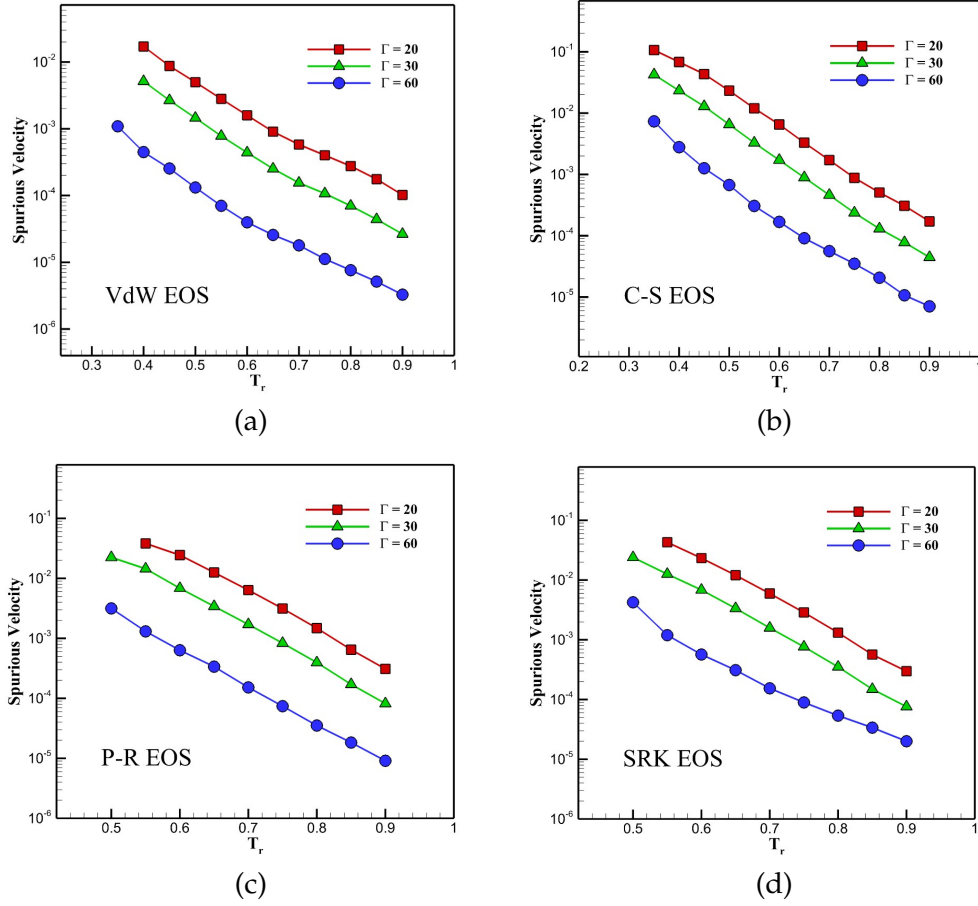 10⁻²
10⁻³
10⁻⁴
10⁻⁵
10⁻⁶
Spurious Velocity
Γ = 20
Γ = 30
Γ = 60
VdW EOS
0.3 0.4 0.5 0.6 0.7 0.8 0.9 1
Tᵣ
(a)
10⁻¹
10⁻²
10⁻³
10⁻⁴
10⁻⁵
Spurious Velocity
Γ = 20
Γ = 30
Γ = 60
C-S EOS
0.2 0.3 0.4 0.5 0.6 0.7 0.8 0.9 1
Tᵣ
(b)
10⁻¹
10⁻²
10⁻³
10⁻⁴
10⁻⁵
10⁻⁶
Spurious Velocity
Γ = 20
Γ = 30
Γ = 60
P-R EOS
0.5 0.6 0.7 0.8 0.9 1
Tᵣ
(c)
10⁻¹
10⁻²
10⁻³
10⁻⁴
10⁻⁵
10⁻⁶
Spurious Velocity
Γ = 20
Γ = 30
Γ = 60
SRK EOS
0.5 0.6 0.7 0.8 0.9 1
Tᵣ
(d)